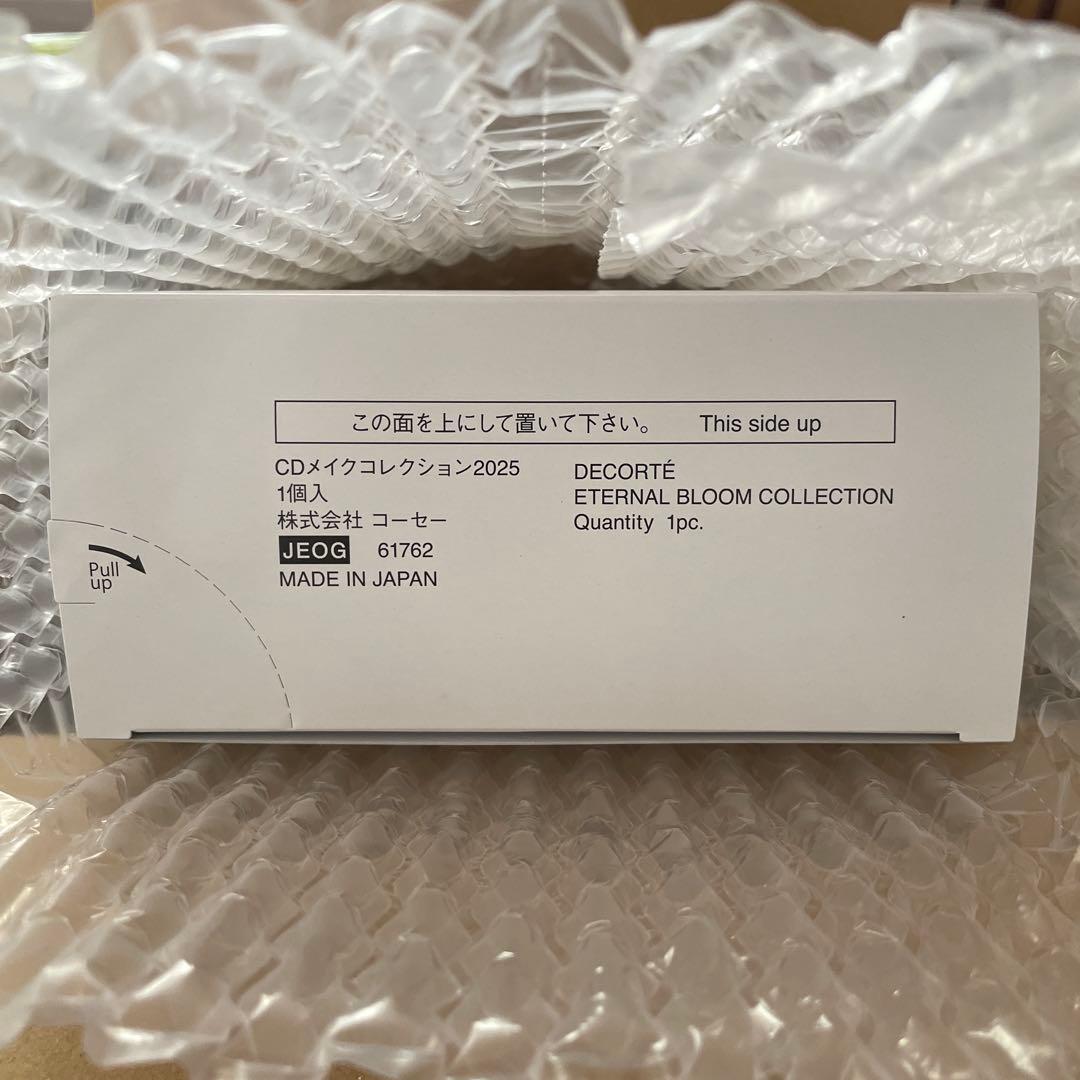 この面を上にして置いて下さい。 This side up
CDメイクコレクション2025
1個入
株式会社 コーセー
JEOG 61762
MADE IN JAPAN
DECORTÉ
ETERNAL BLOOM COLLECTION
Quantity 1pc.
Pull
up